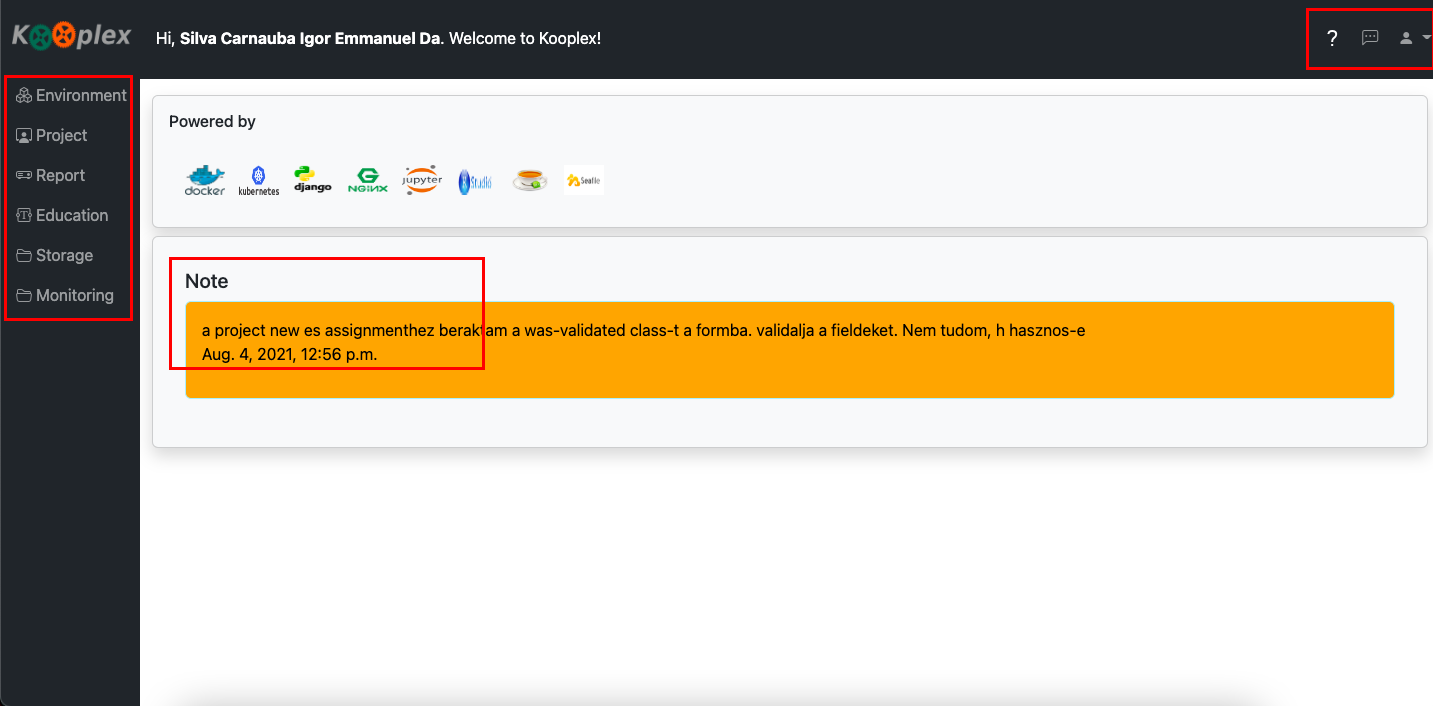 Kooplex
Hi, Silva Carnauba Igor Emmanuel Da. Welcome to Kooplex!
?
Environment
Project
Report
Education
Storage
Monitoring
Powered by
docker
kubernetes
django
NGINX
jupyter
Studio
Seafile
Note
a project new es assignmenthez beraktam a was-validated class-t a formba. validalja a fieldeket. Nem tudom, h hasznos-e
Aug. 4, 2021, 12:56 p.m.